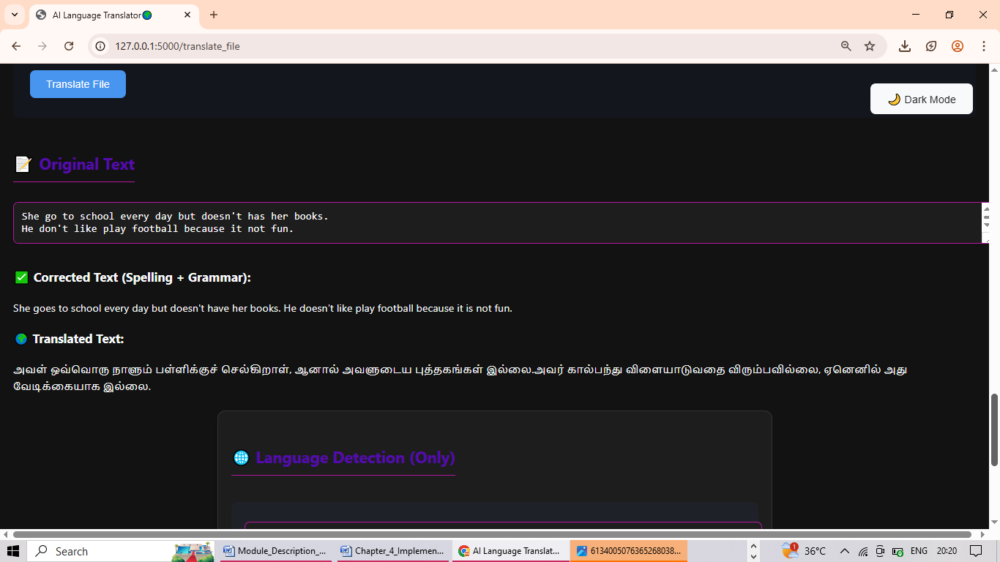 AI Language Translator🌍
127.0.0.1:5000/translate_file
Translate File
🌙 Dark Mode
📝 Original Text
She go to school every day but doesn't has her books.
He don't like play football because it not fun.
✅ Corrected Text (Spelling + Grammar):
She goes to school every day but doesn't have her books. He doesn't like play football because it is not fun.
🌍 Translated Text:
அவள் ஒவ்வொரு நாளும் பள்ளிக்குச் செல்கிறாள், ஆனால் அவளுடைய புத்தகங்கள் இல்லை.அவர் கால்பந்து விளையாடுவதை விரும்பவில்லை, ஏனெனில் அது
வேடிக்கையாக இல்லை.
🌐 Language Detection (Only)
Search
Module_Description_...
Chapter_4_Implemen...
AI Language Translat...
6134005076365268038...
1
36°C
ENG
20:20